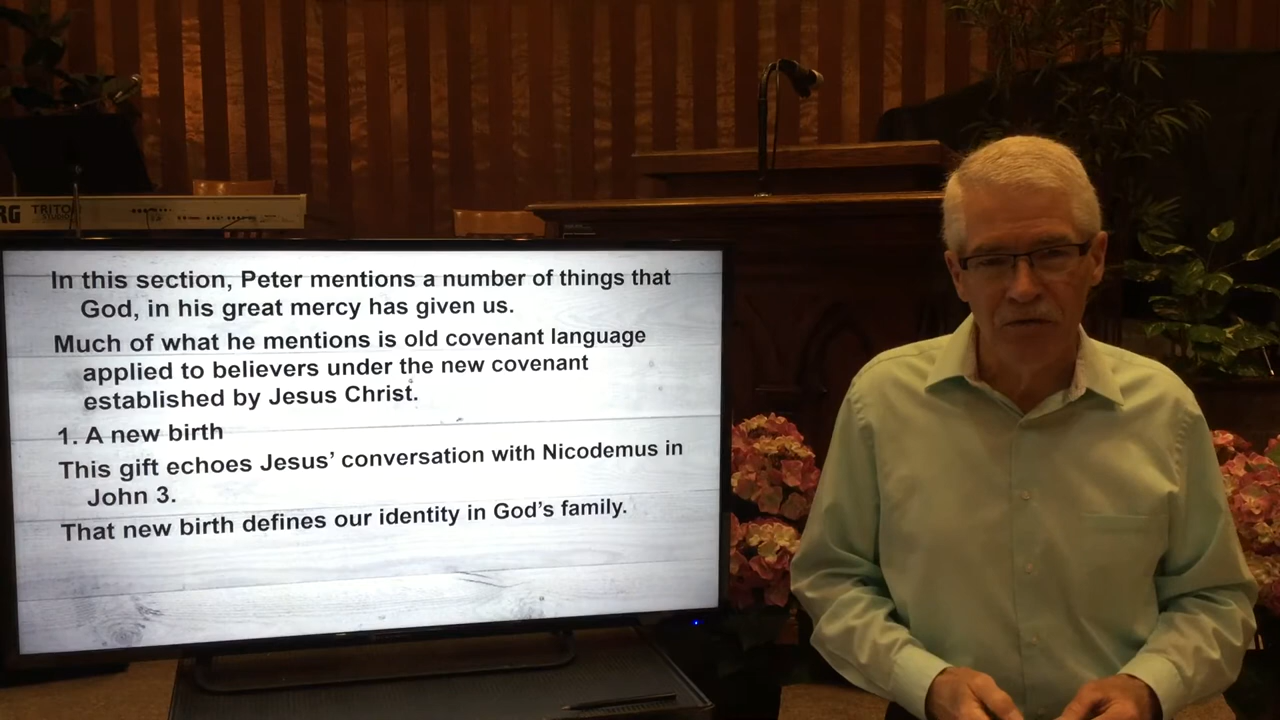 RG TRITON
STUDIO
In this section, Peter mentions a number of things that
God, in his great mercy has given us.
Much of what he mentions is old covenant language
applied to believers under the new covenant
established by Jesus Christ.
1. A new birth
This gift echoes Jesus’ conversation with Nicodemus in
John 3.
That new birth defines our identity in God’s family.